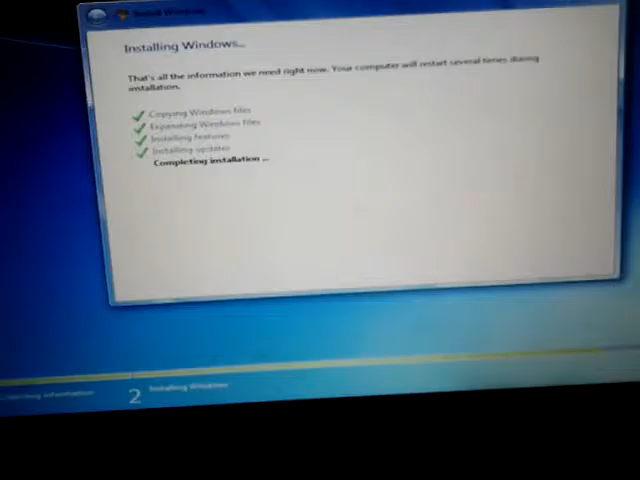 Install Windows
Installing Windows...
That's all the information we need right now. Your computer will restart several times during
installation.
Copying Windows files
Expanding Windows files
Installing features
Installing updates
Completing installation ...
Collecting information
2 Installing Windows